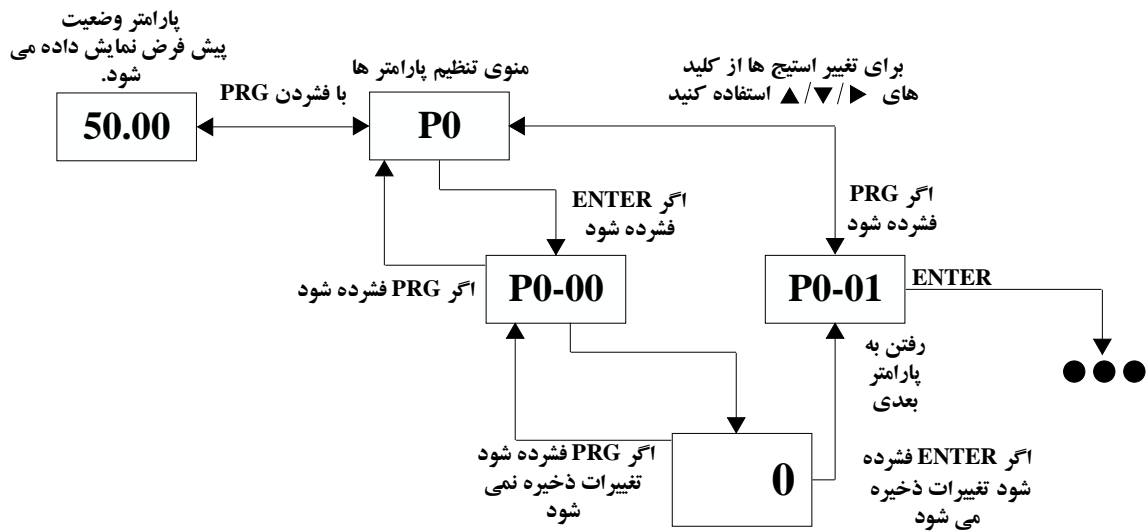 پارامتر وضعیت
پیش فرض نمایش داده می
شود.
50.00
با فشردن PRG
منوی تنظیم پارامتر ها
P0
برای تغییر استیج ها از کلید
های ▲/▼/▶ استفاده کنید
اگر ENTER
فشرده شود
اگر PRG
فشرده شود
اگر PRG فشرده شود
P0-00
P0-01
ENTER
رفتن به
پارامتر
بعدی
اگر PRG فشرده شود
تغییرات ذخیره نمی
شود
0
اگر ENTER فشرده
شود تغییرات ذخیره
می شود